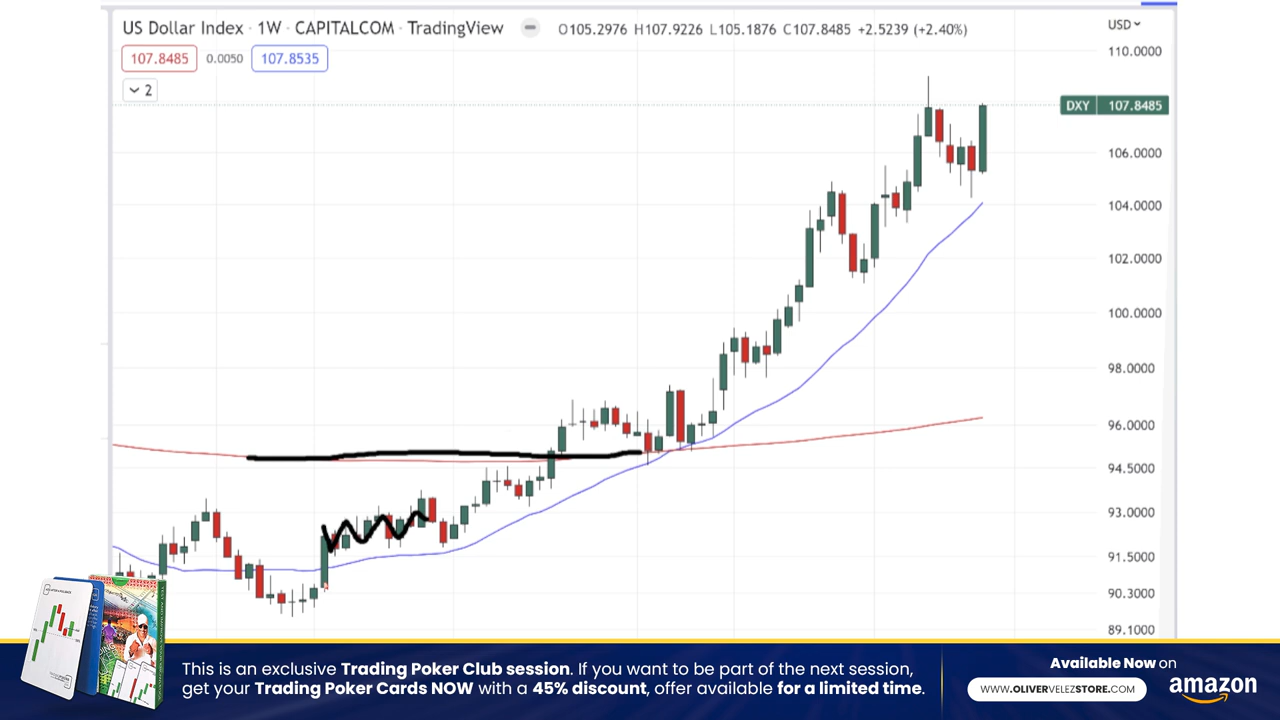 US Dollar Index · 1W · CAPITALCOM · TradingView O105.2976 H107.9226 L105.1876 C107.8485 +2.5239 (+2.40%)
USD
107.8485 0.0050 107.8535
2
110.0000
DXY 107.8485
106.0000
104.0000
102.0000
100.0000
98.0000
96.0000
94.5000
93.0000
91.5000
90.3000
89.1000
This is an exclusive Trading Poker Club session. If you want to be part of the next session,
get your Trading Poker Cards NOW with a 45% discount, offer available for a limited time.
Available Now on
WWW.OLIVERVELEZSTORE.COM
amazon